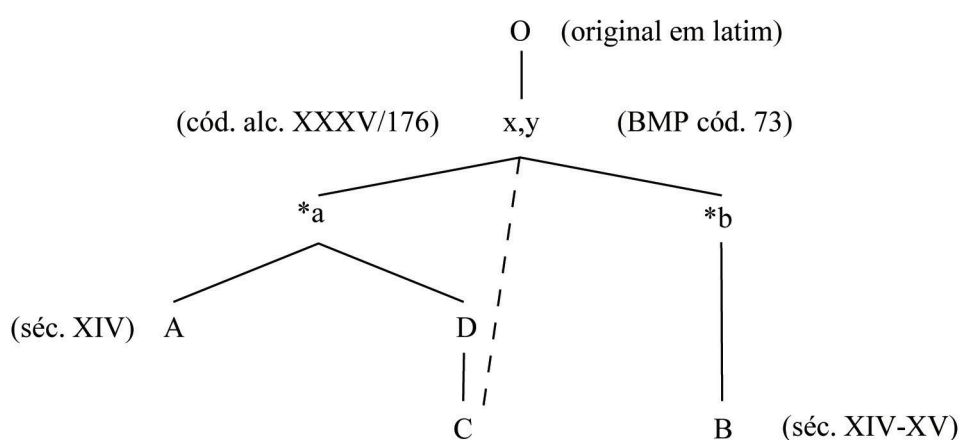 O (original em latim)
(cód. alc. XXXV/176) x,y (BMP cód. 73)
*a *b
(séc. XIV) A D
C B (séc. XIV-XV)